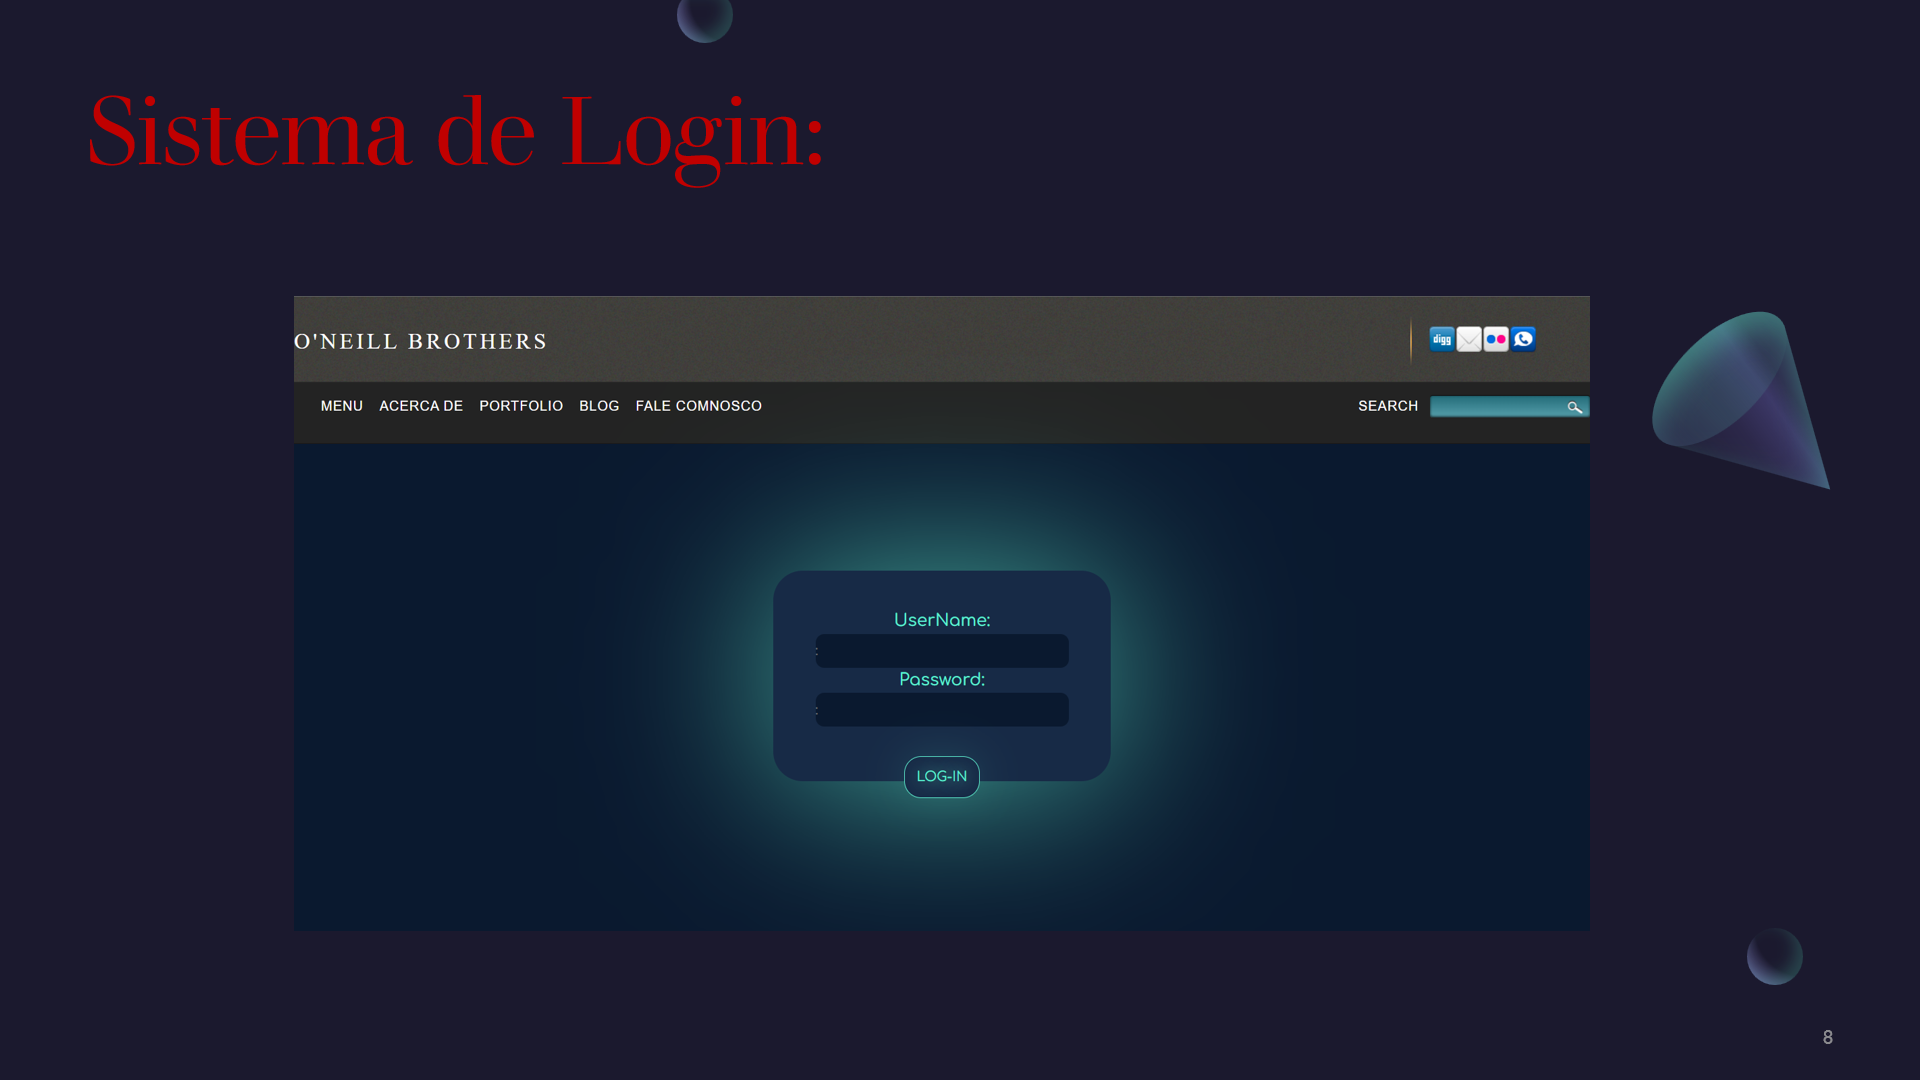 Sistema de Login:
O'NEILL BROTHERS
digg
MENU ACERCA DE PORTFOLIO BLOG FALE COMNOSCO SEARCH
UserName:
:
Password:
:
LOG-IN
8